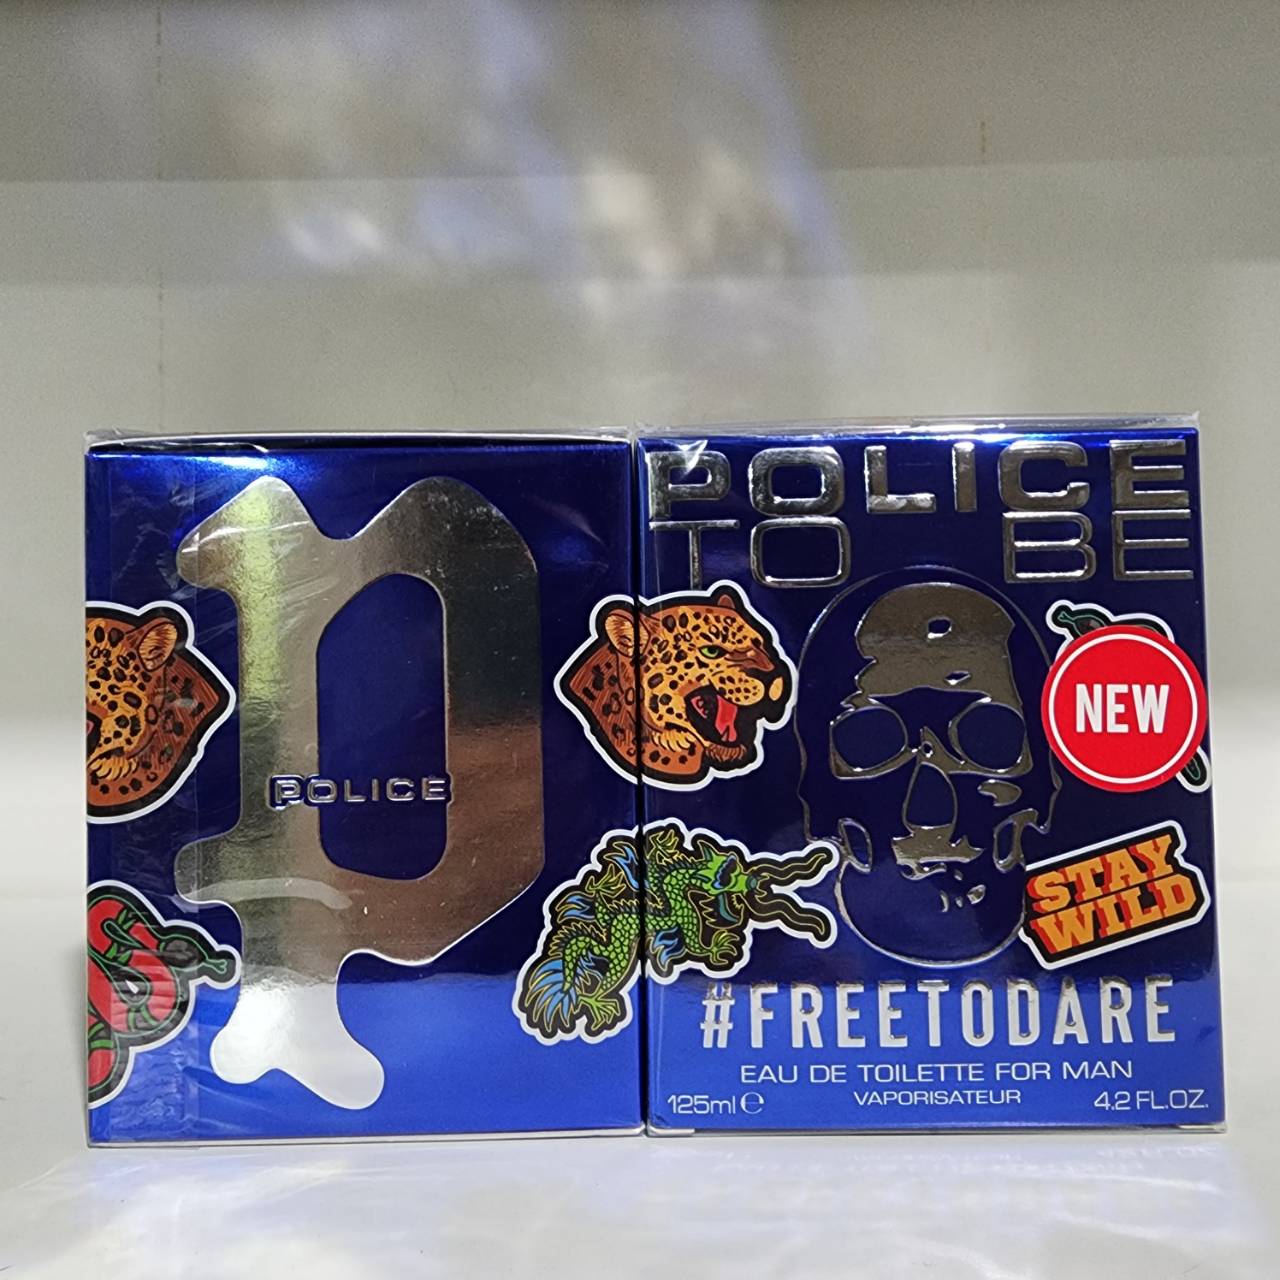 POLICE
POLICE
TO BE
NEW
STAY
WILD
#FREETODARE
EAU DE TOILETTE FOR MAN
125ml ℮ VAPORISATEUR 4.2 FL.OZ.